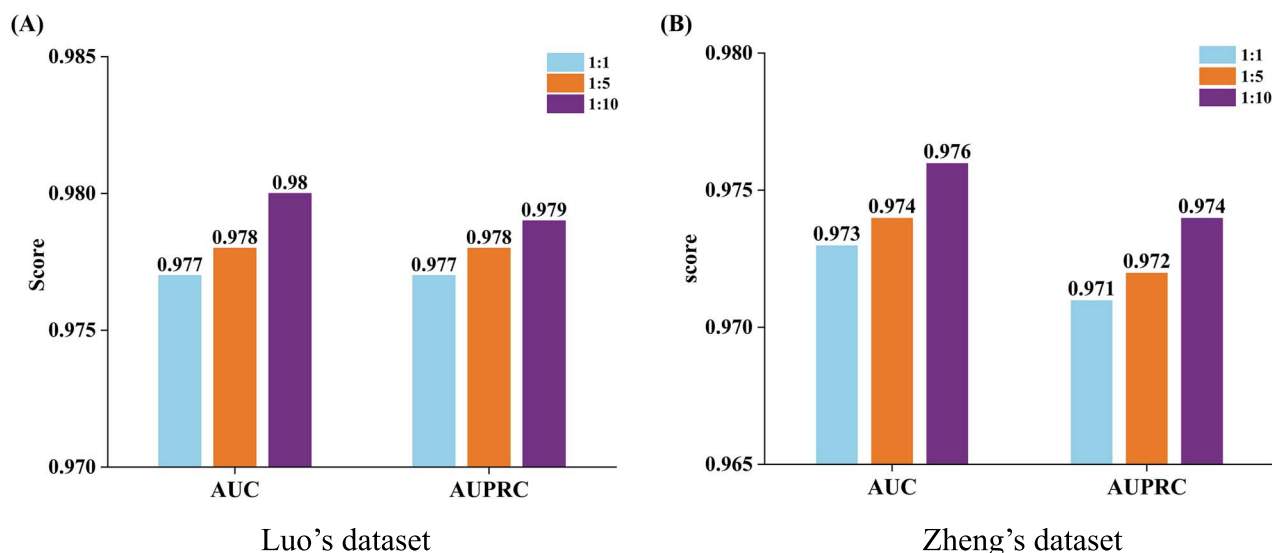 (A)
0.985
0.980
0.975
0.970
Score
1:1
1:5
1:10
0.977
0.978
0.98
0.977
0.978
0.979
AUC
AUPRC
Luo’s dataset
(B)
0.980
0.975
0.970
0.965
score
1:1
1:5
1:10
0.973
0.974
0.976
0.971
0.972
0.974
AUC
AUPRC
Zheng’s dataset